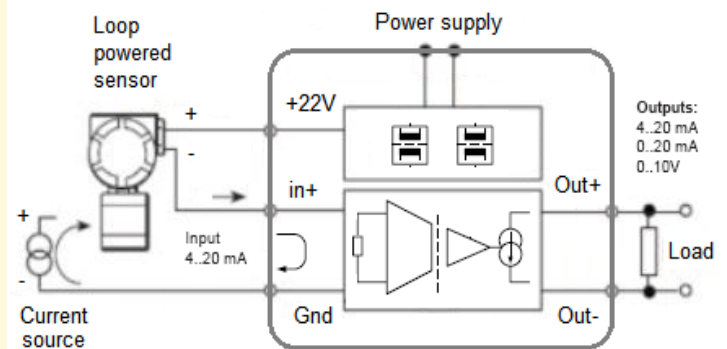 Loop
powered
sensor
Power supply
+
-
+22V
Outputs:
4..20 mA
0..20 mA
0..10V
in+
Out+
+
-
Input
4..20 mA
Load
Current
source
Gnd
Out-